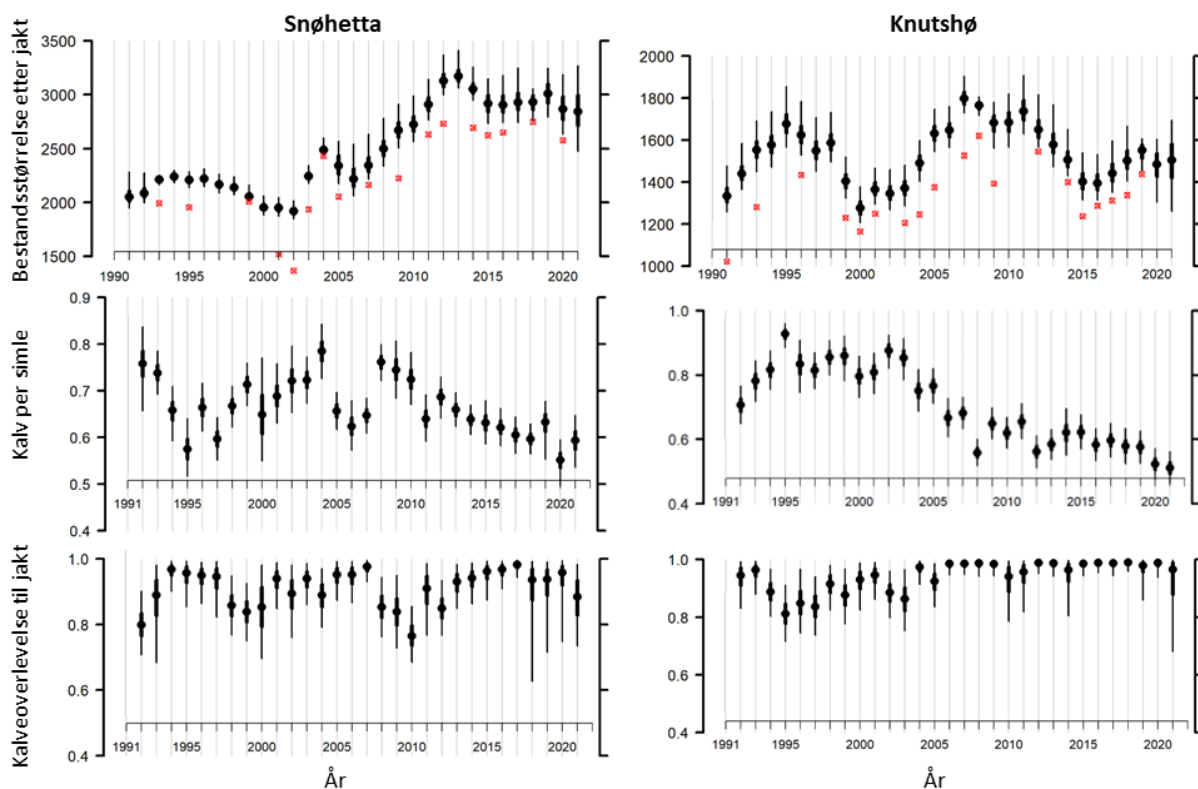 Snøhetta
Knutshø
Bestandsstørrelse etter jakt
3500
3000
2500
2000
1500
1990 1995 2000 2005 2010 2015 2020
2000
1800
1600
1400
1200
1000
1990 1995 2000 2005 2010 2015 2020
Kalv per simle
0.9
0.8
0.7
0.6
0.5
0.4
1991 1995 2000 2005 2010 2015 2020
1.0
0.8
0.6
0.4
1991 1995 2000 2005 2010 2015 2020
Kalveoverlevelse til jakt
1.0
0.8
0.6
0.4
1991 1995 2000 2005 2010 2015 2020
1.0
0.8
0.6
0.4
1991 1995 2000 2005 2010 2015 2020
År
År